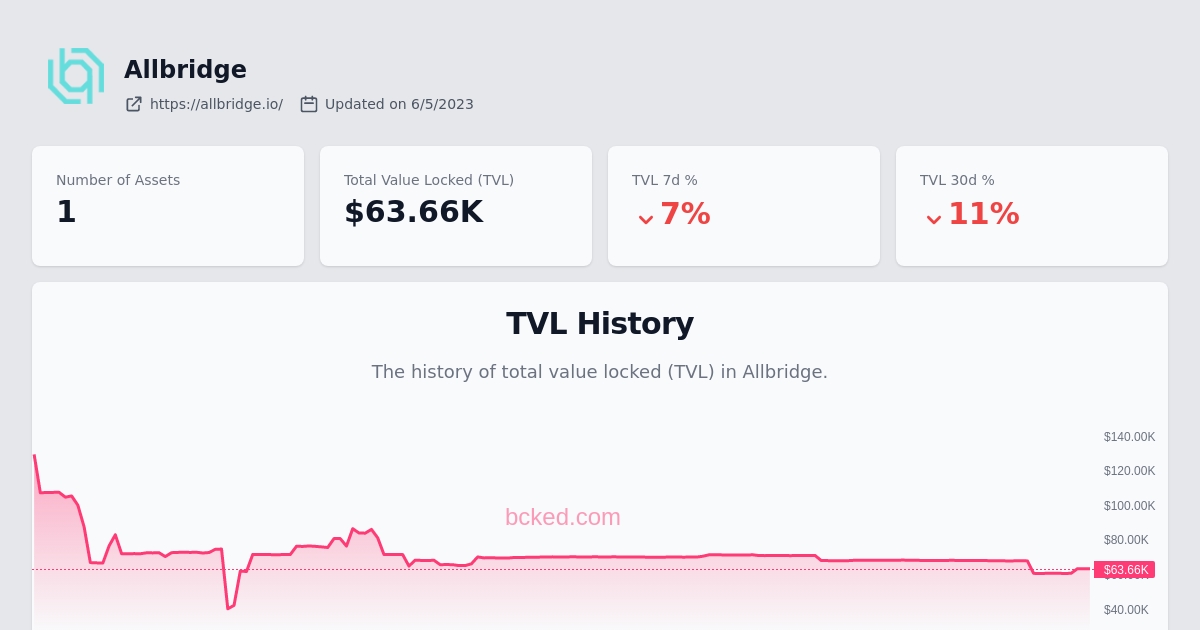 Allbridge
https://allbridge.io/ Updated on 6/5/2023
Number of Assets
1
Total Value Locked (TVL)
$63.66K
TVL 7d %
7%
TVL 30d %
11%
TVL History
The history of total value locked (TVL) in Allbridge.
$140.00K
$120.00K
$100.00K
bcked.com
$80.00K
$63.66K
$40.00K